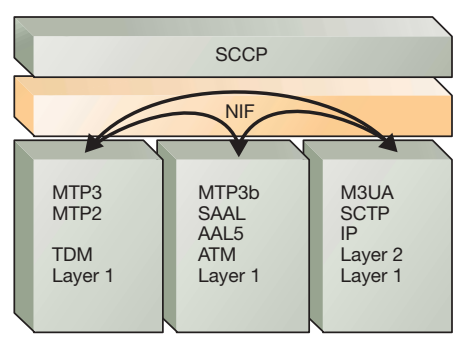 SCCP
NIF
MTP3
MTP2
TDM
Layer 1
MTP3b
SAAL
AAL5
ATM
Layer 1
M3UA
SCTP
IP
Layer 2
Layer 1